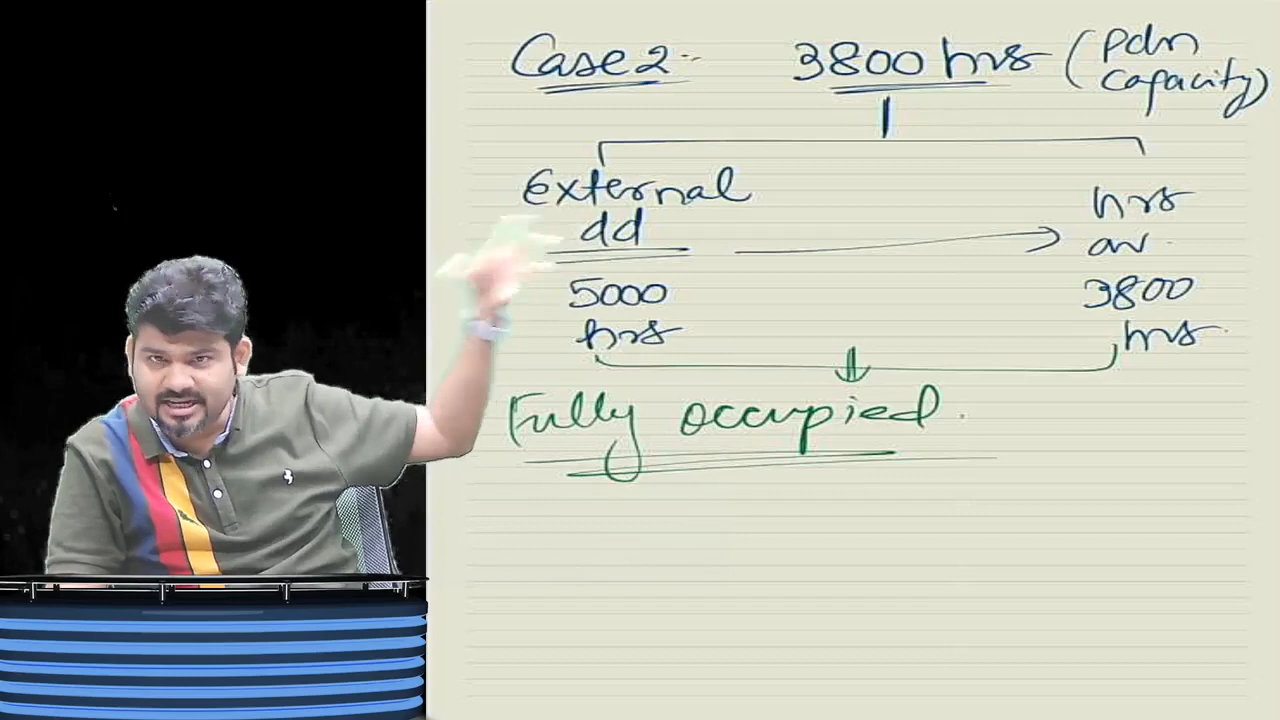 Case 2:- 3800 hrs (pdn
capacity)
External
dd
hrs
av.
5000
hrs
3800
hrs.
Fully occupied.